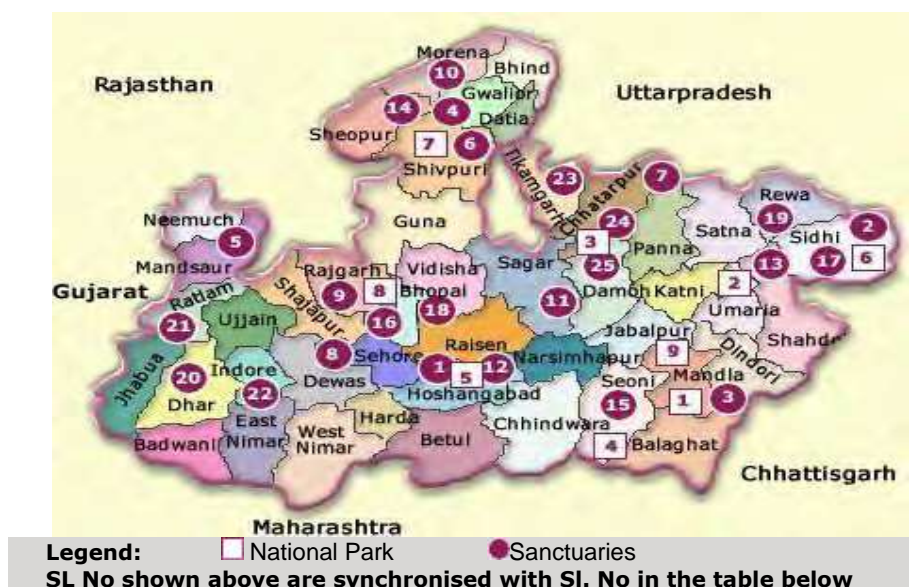 Morena
Bhind
Rajasthan
10
Gwalior
Uttarpradesh
14
4
Datia
Sheopur
7
6
Shivpuri
Tikamgarh
23
Chhatarpur
7
Rewa
Neemuch
Guna
24
19
2
Satna
Sidhi
5
3
Panna
Mandsaur
Sagar
25
13
17
6
Rajgarh
Vidisha
Gujarat
Ratlam
Shajapur
9
8
Bhopal
Damoh
Katni
2
11
Umaria
21
Ujjain
16
18
Jabalpur
Shahdr
Raisen
Dindori
Jhabua
Indore
8
Sehore
1
5
12
Narsimhapur
9
Mandla
20
Dewas
Hoshangabad
Seoni
1
3
Dhar
22
15
East
Nimar
West
Nimar
Harda
Chhindwara
Badwani
Betul
4
Balaghat
Chhattisgarh
Maharashtra
Legend: National Park Sanctuaries
SL No shown above are synchronised with Sl. No in the table below